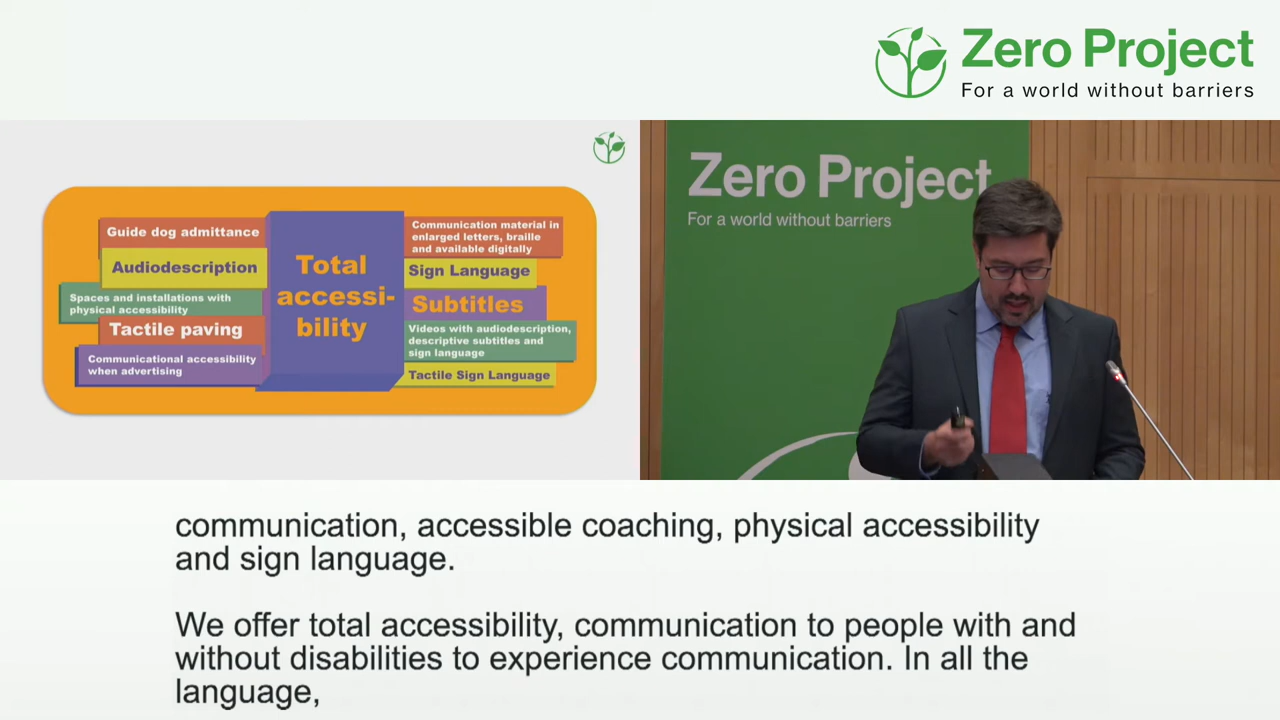 Zero Project
For a world without barriers
Guide dog admittance
Audiodescription
Spaces and installations with
physical accessibility
Tactile paving
Communicational accessibility
when advertising
Total
accessi-
bility
Communication material in
enlarged letters, braille
and available digitally
Sign Language
Subtitles
Videos with audiodescription,
descriptive subtitles and
sign language
Tactile Sign Language
Zero Project
For a world without barriers
communication, accessible coaching, physical accessibility
and sign language.
We offer total accessibility, communication to people with and
without disabilities to experience communication. In all the
language,